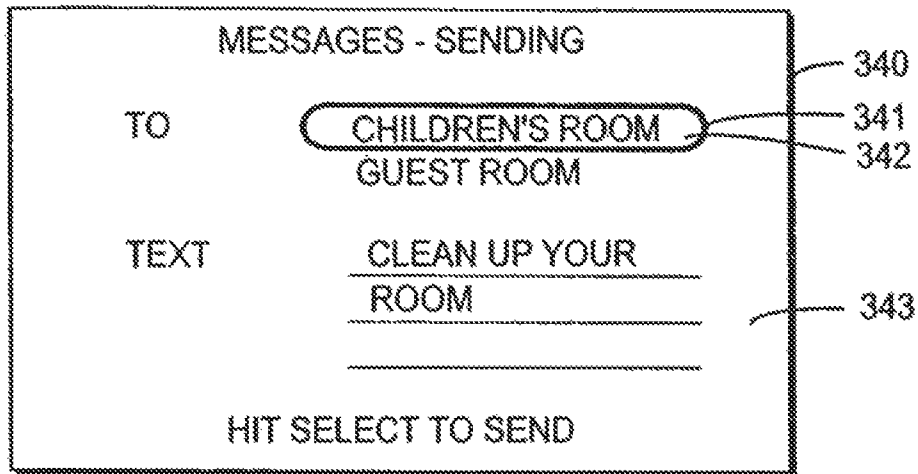 MESSAGES - SENDING
340
TO CHILDREN'S ROOM
341
342
GUEST ROOM
TEXT CLEAN UP YOUR
ROOM
343
HIT SELECT TO SEND